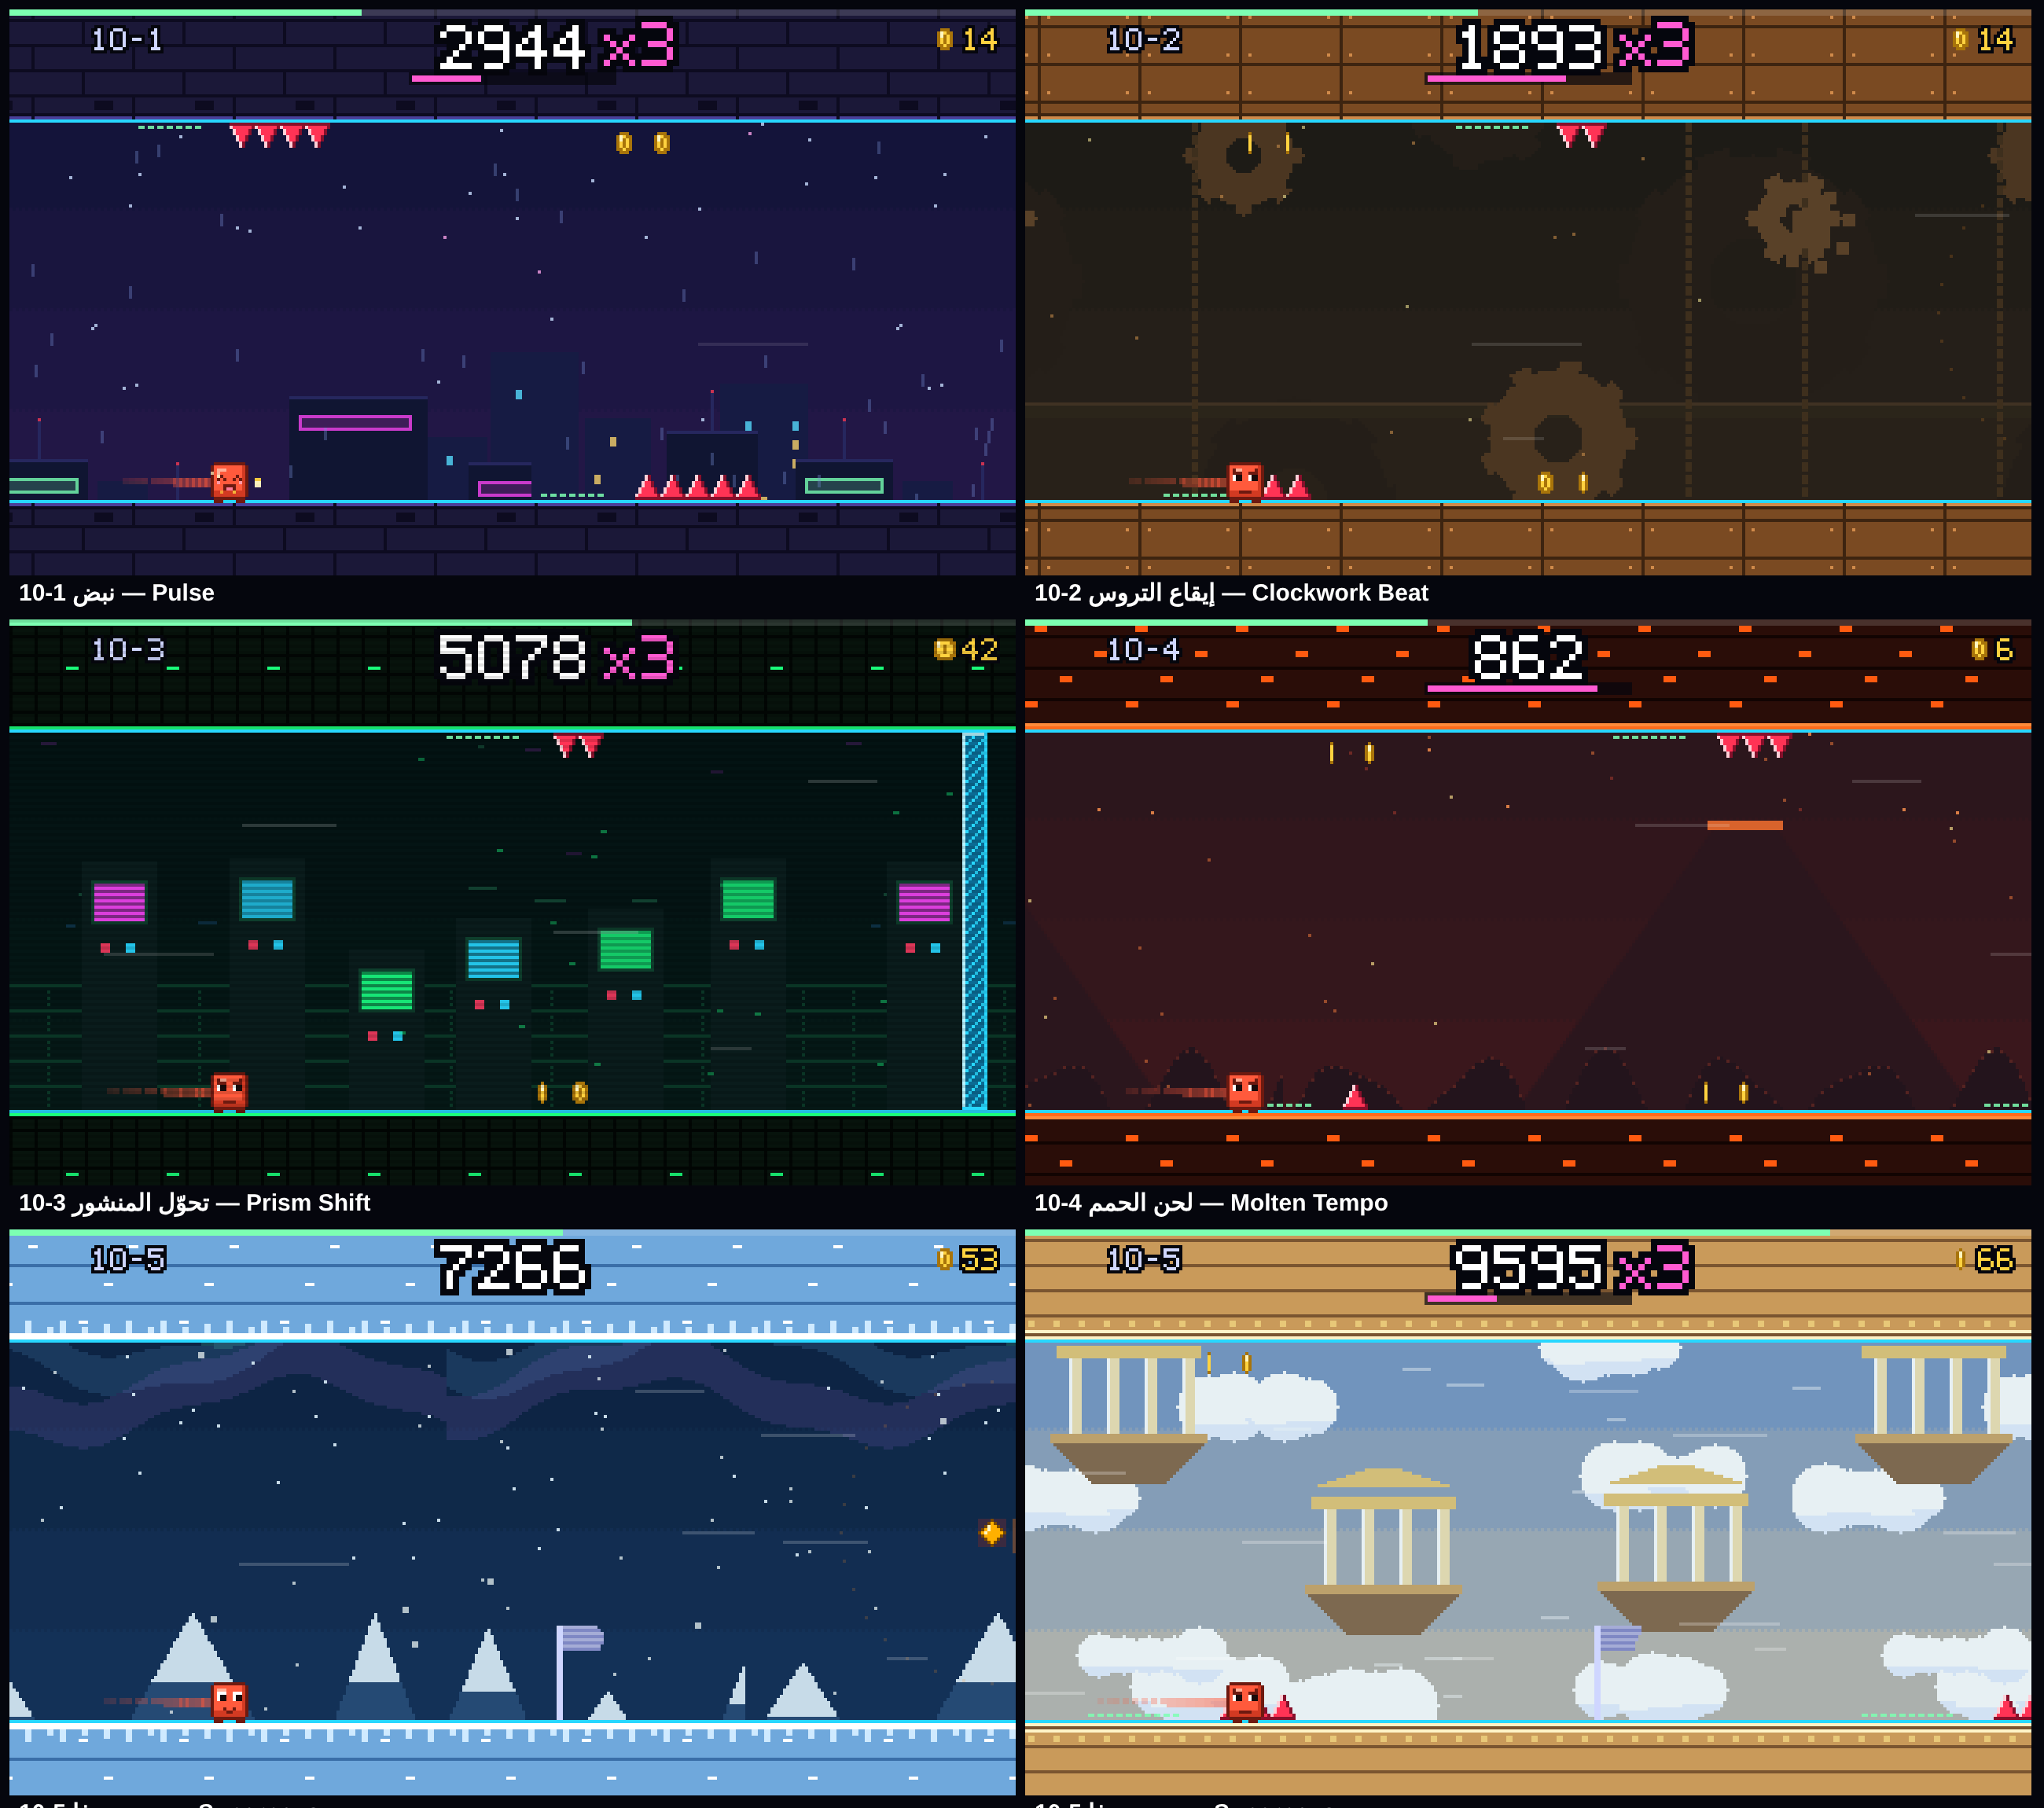 10-1 2944 x3 14
10-2 1893 x3 14
10-1 نبض — Pulse
10-2 إيقاع التروس — Clockwork Beat
10-3 5078 x3 42
10-4 862 6
10-3 تحوّل المنشور — Prism Shift
10-4 لحن الحمم — Molten Tempo
10-5 7266 53
10-5 9595 x3 66